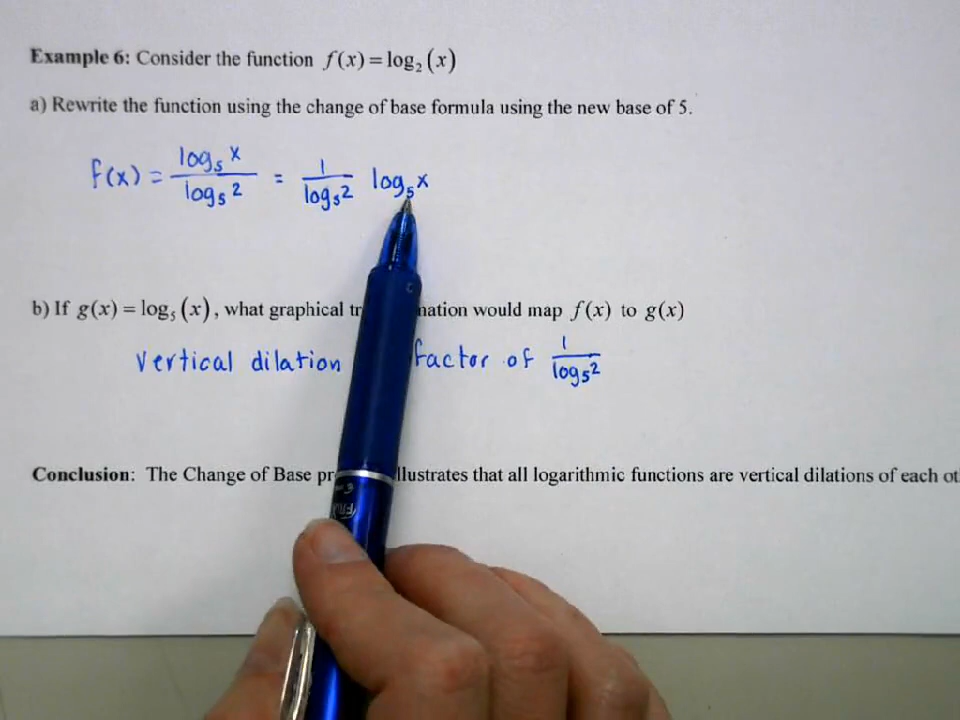 Example 6: Consider the function f(x) = log₂(x)
a) Rewrite the function using the change of base formula using the new base of 5.
f(x) = log₅ x / log₅ 2 = 1 / log₅ 2 log₅ x
b) If g(x) = log₅(x), what graphical nation would map f(x) to g(x)
Vertical dilation factor of 1 / log₅ 2
Conclusion: The Change of Base llustrates that all logarithmic functions are vertical dilations of each